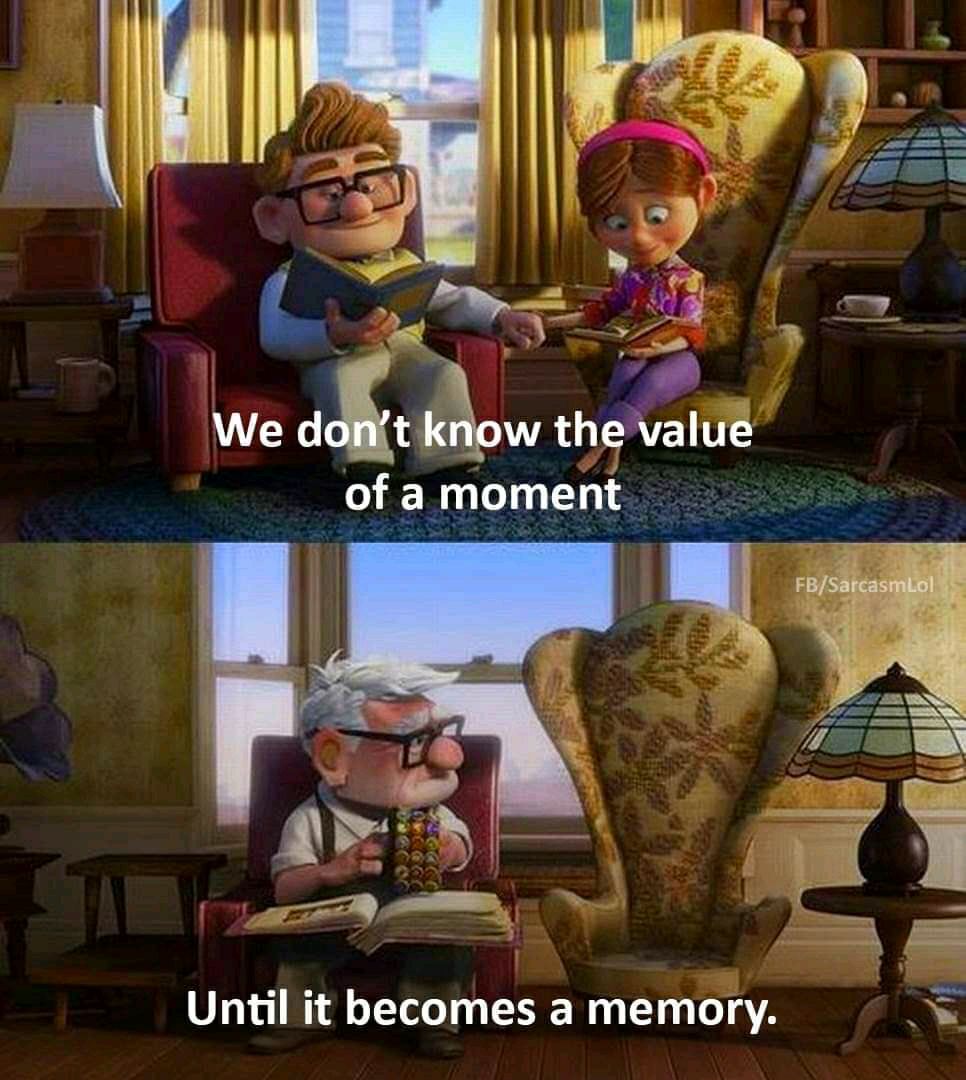 We don't know the value
of a moment
FB/SarcasmLol
Until it becomes a memory.